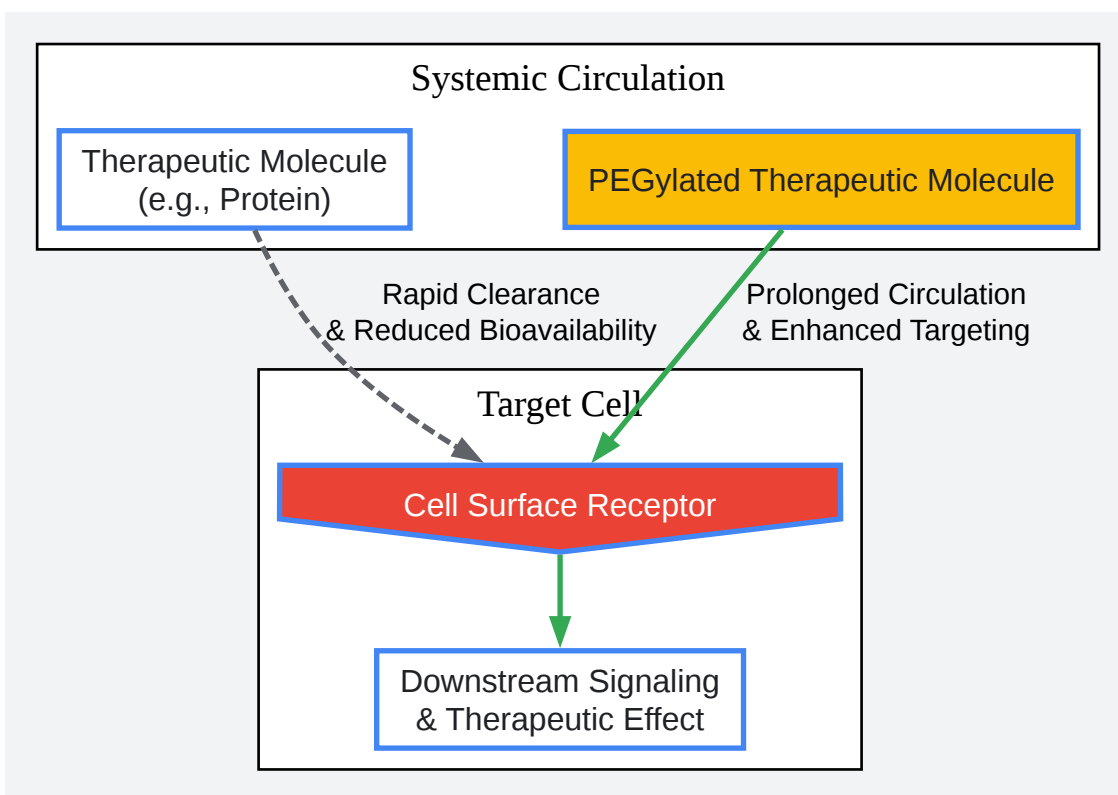 Systemic Circulation
Therapeutic Molecule
(e.g., Protein)
PEGylated Therapeutic Molecule
Rapid Clearance
& Reduced Bioavailability
Prolonged Circulation
& Enhanced Targeting
Target Cell
Cell Surface Receptor
Downstream Signaling
& Therapeutic Effect